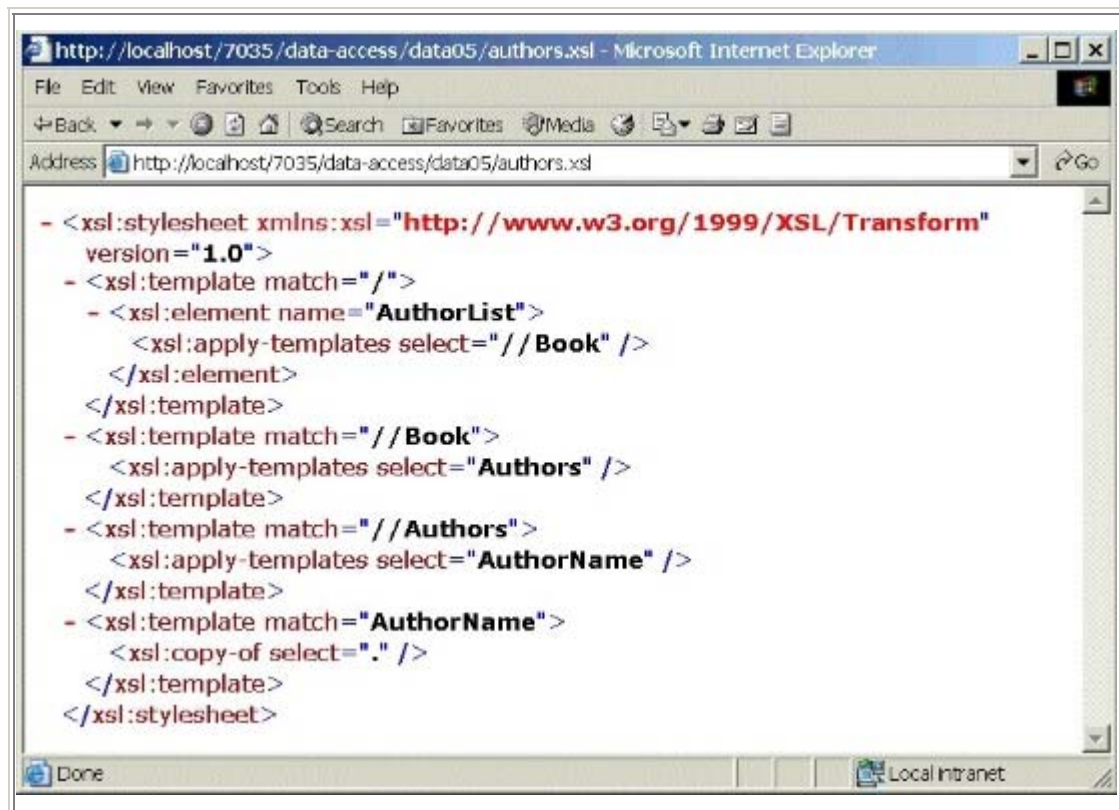 http://localhost/7035/data-access/data05/authors.xsl - Microsoft Internet Explorer
File Edit View Favorites Tools Help
Back Search Favorites Media
Address http://localhost/7035/data-access/data05/authors.xsl Go
- <xsl:stylesheet xmlns:xsl="http://www.w3.org/1999/XSL/Transform"
version="1.0">
- <xsl:template match="/">
- <xsl:element name="AuthorList">
<xsl:apply-templates select="//Book" />
</xsl:element>
</xsl:template>
- <xsl:template match="//Book">
<xsl:apply-templates select="Authors" />
</xsl:template>
- <xsl:template match="//Authors">
<xsl:apply-templates select="AuthorName" />
</xsl:template>
- <xsl:template match="AuthorName">
<xsl:copy-of select="." />
</xsl:template>
</xsl:stylesheet>
Done Local intranet